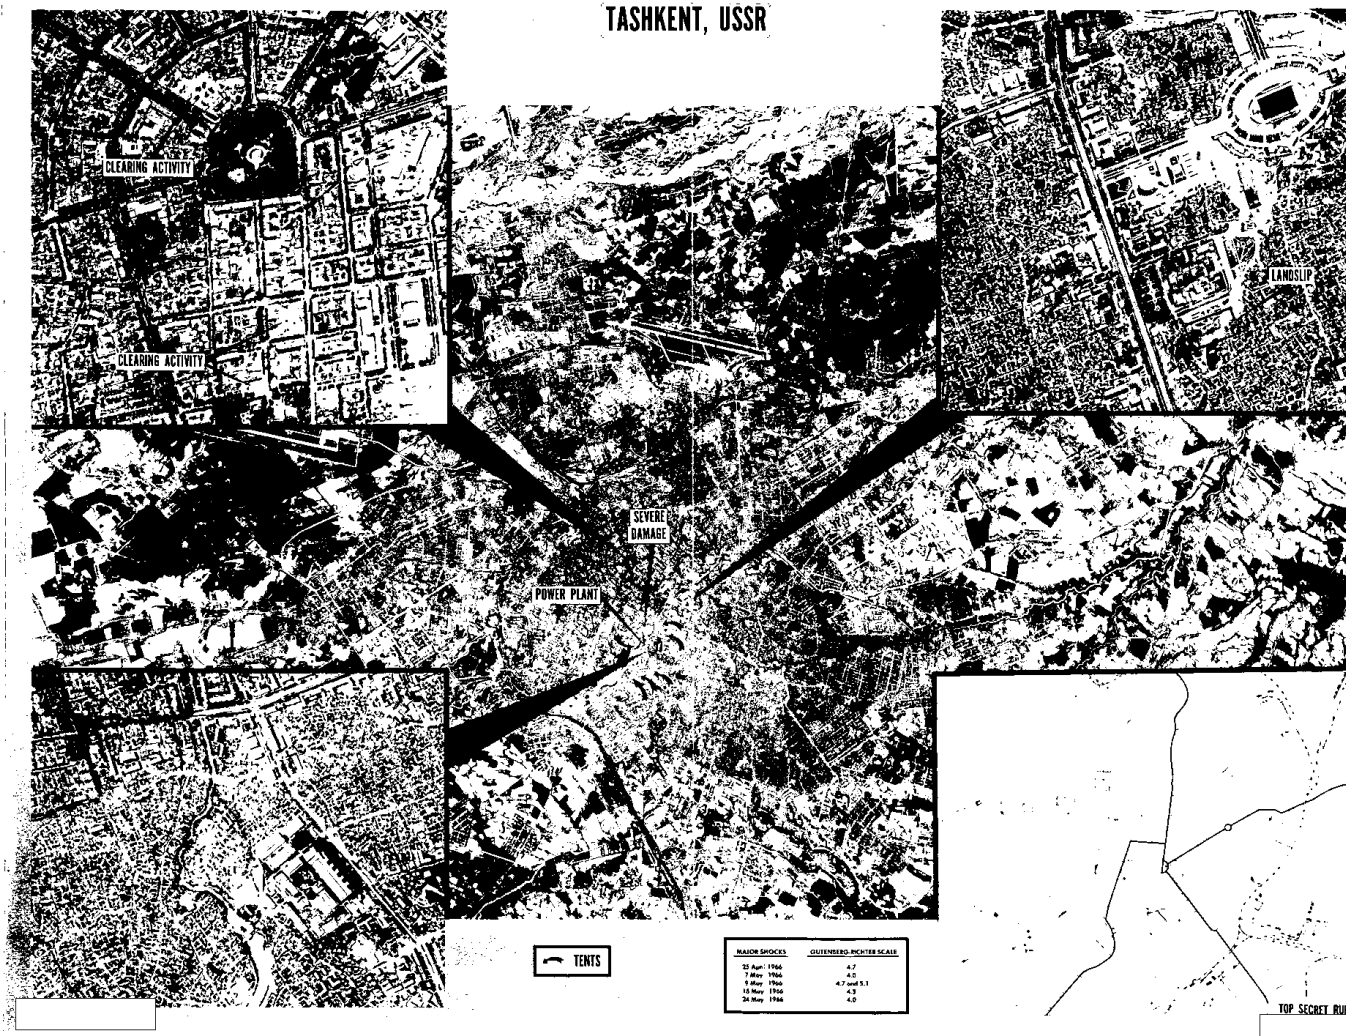 TASHKENT, USSR
CLEARING ACTIVITY
CLEARING ACTIVITY
LANDSLIP
SEVERE
DAMAGE
POWER PLANT
TENTS
MAJOR SHOCKS GUTENBERG-RICHTER SCALE
25 April 1966 4.7
7 May 1966 4.0
9 May 1966 4.7 and 5.1
15 May 1966 4.3
24 May 1966 4.0
TOP SECRET RU